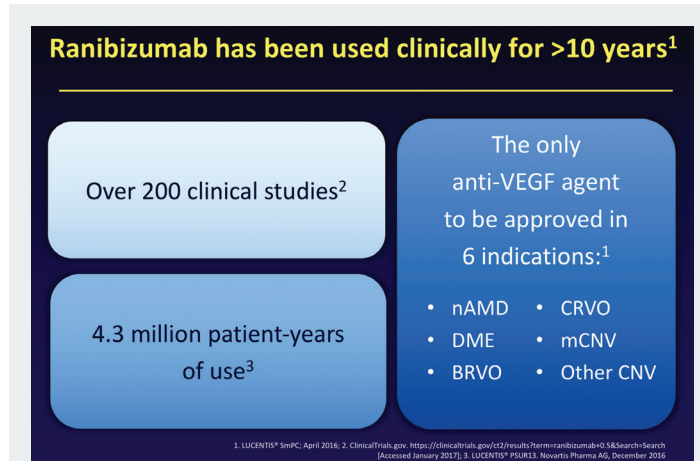 Ranibizumab has been used clinically for >10 years¹
Over 200 clinical studies²
4.3 million patient-years
of use³
The only
anti-VEGF agent
to be approved in
6 indications:¹
• nAMD • CRVO
• DME • mCNV
• BRVO • Other CNV
1. LUCENTIS® SmPC; April 2016; 2. ClinicalTrials.gov. https://clinicaltrials.gov/ct2/results?term=ranibizumab+0.5&Search=Search
[Accessed January 2017]; 3. LUCENTIS® PSUR13. Novartis Pharma AG, December 2016